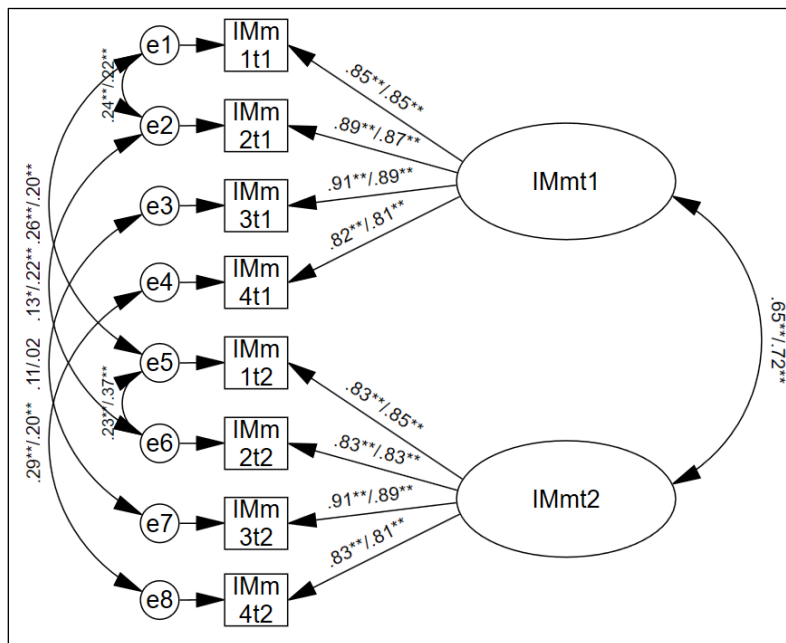 e1
IMm
1t1
.85**/.85**
.24**/.22**
e2
IMm
2t1
.89**/.87**
IMmt1
e3
IMm
3t1
.91**/.89**
e4
IMm
4t1
.82**/.81**
.26**/.20**
.13*/.22**
.11/.02
.29**/.20**
.65**/.72**
e5
IMm
1t2
.83**/.85**
.23**/.37**
e6
IMm
2t2
.83**/.83**
IMmt2
e7
IMm
3t2
.91**/.89**
e8
IMm
4t2
.83**/.81**